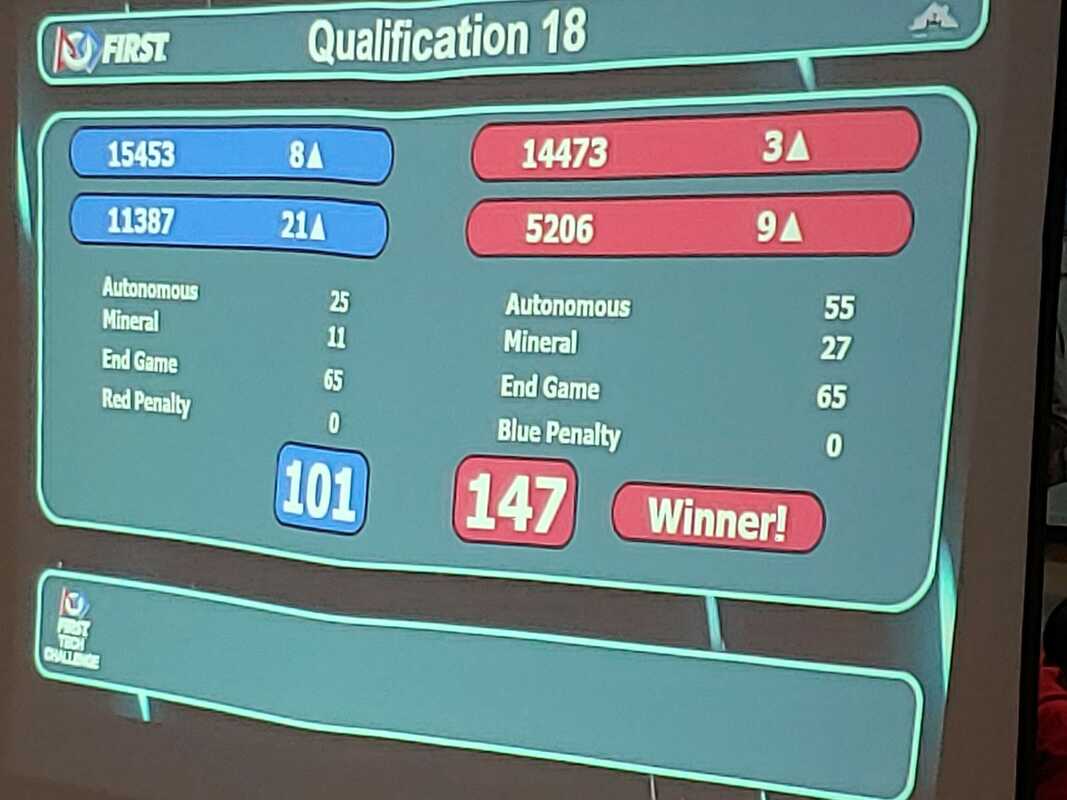 FIRST
Qualification 18
15453 8▲
11387 21▲
Autonomous 25
Mineral 11
End Game 65
Red Penalty 0
101
14473 3▲
5206 9▲
Autonomous 55
Mineral 27
End Game 65
Blue Penalty 0
147 Winner!
FIRST
TECH
CHALLENGE